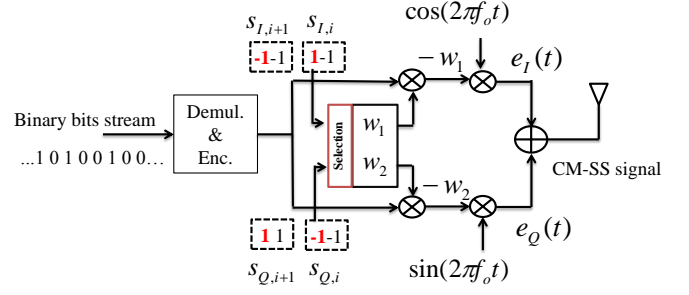 cos(2πf_o t)
s_{I,i+1} s_{I,i}
-1-1 1-1
− w_1 e_I(t)
Binary bits stream
...1 0 1 0 0 1 0 0…
Demul.
&
Enc.
Selection
w_1
w_2
CM-SS signal
− w_2 e_Q(t)
1 1 -1-1
s_{Q,i+1} s_{Q,i}
sin(2πf_o t)